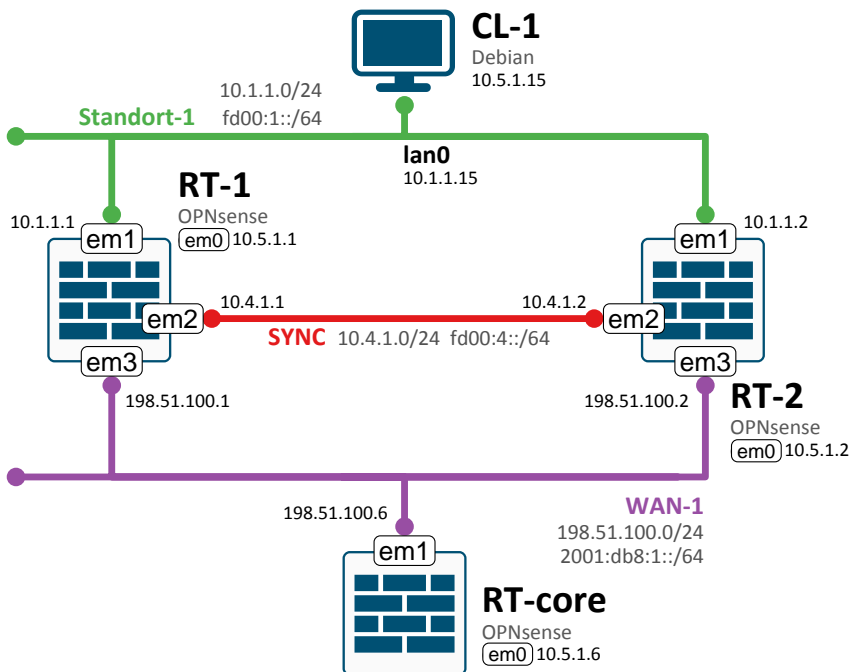 CL-1
Debian
10.5.1.15
10.1.1.0/24
Standort-1 fd00:1::/64
lan0
10.1.1.15
RT-1
OPNsense
em0 10.5.1.1
10.1.1.1
em1
10.1.1.2
em1
10.4.1.1
10.4.1.2
em2
em2
SYNC 10.4.1.0/24 fd00:4::/64
em3
em3
198.51.100.1
198.51.100.2
RT-2
OPNsense
em0 10.5.1.2
WAN-1
198.51.100.0/24
2001:db8:1::/64
198.51.100.6
em1
RT-core
OPNsense
em0 10.5.1.6